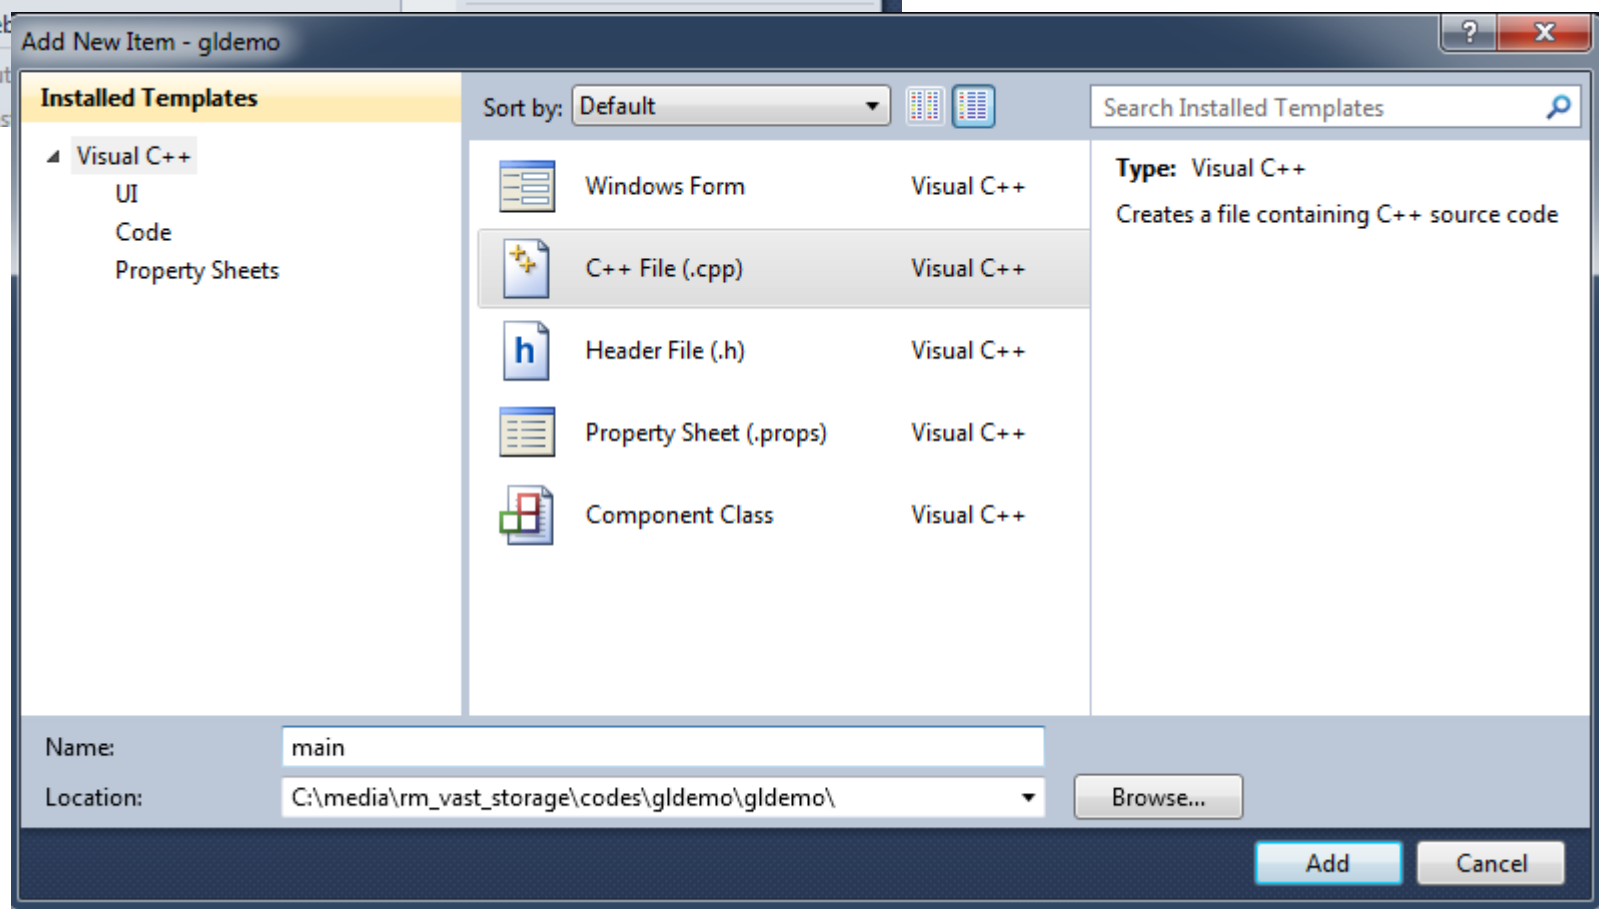 Add New Item - gldemo
?
x
Installed Templates
Sort by: Default
Search Installed Templates
Visual C++
UI
Code
Property Sheets
Windows Form Visual C++
C++ File (.cpp) Visual C++
h Header File (.h) Visual C++
Property Sheet (.props) Visual C++
Component Class Visual C++
Type: Visual C++
Creates a file containing C++ source code
Name: main
Location: C:\media\rm_vast_storage\codes\gldemo\gldemo\
Browse...
Add Cancel